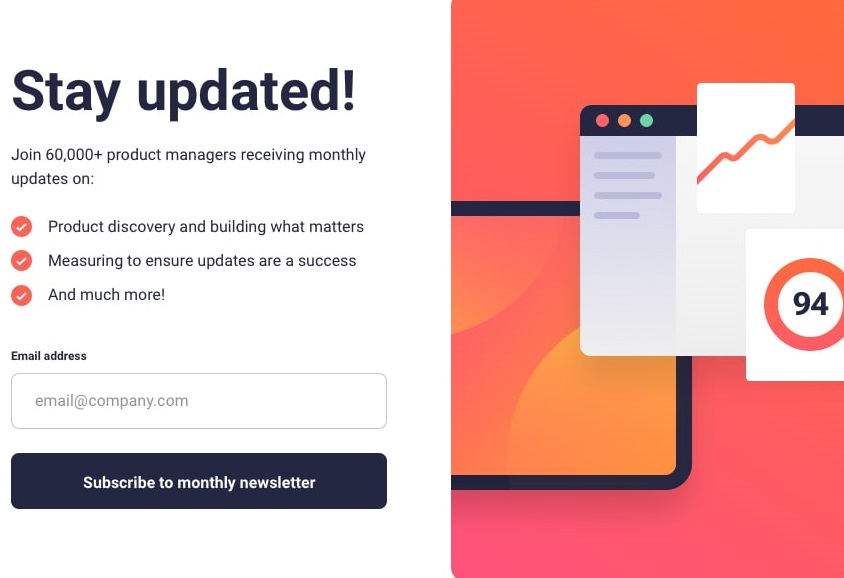 Stay updated!
Join 60,000+ product managers receiving monthly
updates on:
Product discovery and building what matters
Measuring to ensure updates are a success
And much more!
Email address
email@company.com
Subscribe to monthly newsletter
94